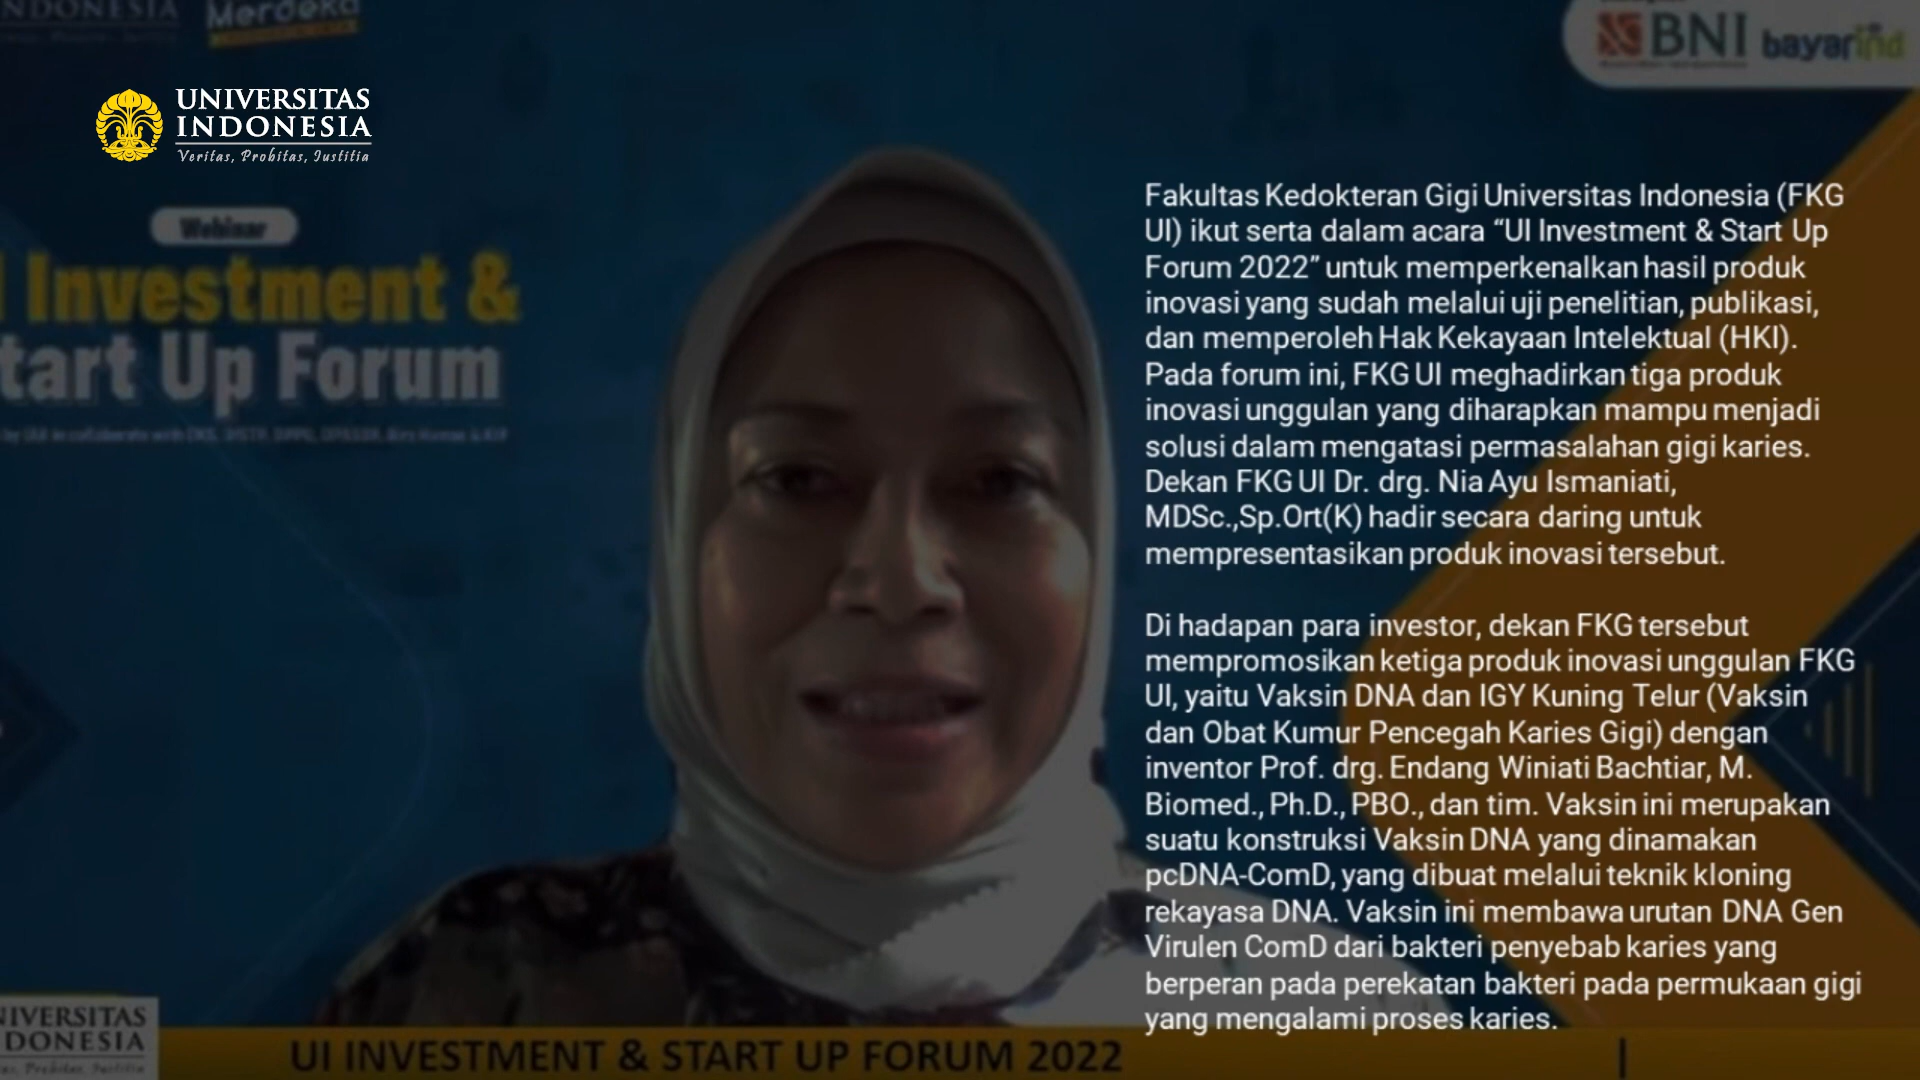 INDONESIA
Merdeka
BNI bayarind
UNIVERSITAS
INDONESIA
Veritas, Probitas, Justitia
Webinar
Investment &
tart Up Forum
Fakultas Kedokteran Gigi Universitas Indonesia (FKG
UI) ikut serta dalam acara “UI Investment & Start Up
Forum 2022” untuk memperkenalkan hasil produk
inovasi yang sudah melalui uji penelitian, publikasi,
dan memperoleh Hak Kekayaan Intelektual (HKI).
Pada forum ini, FKG UI meghadirkan tiga produk
inovasi unggulan yang diharapkan mampu menjadi
solusi dalam mengatasi permasalahan gigi karies.
Dekan FKG UI Dr. drg. Nia Ayu Ismaniati,
MDSc.,Sp.Ort(K) hadir secara daring untuk
mempresentasikan produk inovasi tersebut.
Di hadapan para investor, dekan FKG tersebut
mempromosikan ketiga produk inovasi unggulan FKG
UI, yaitu Vaksin DNA dan IGY Kuning Telur (Vaksin
dan Obat Kumur Pencegah Karies Gigi) dengan
inventor Prof. drg. Endang Winiati Bachtiar, M.
Biomed., Ph.D., PBO., dan tim. Vaksin ini merupakan
suatu konstruksi Vaksin DNA yang dinamakan
pcDNA-ComD, yang dibuat melalui teknik kloning
rekayasa DNA. Vaksin ini membawa urutan DNA Gen
Virulen ComD dari bakteri penyebab karies yang
berperan pada perekatan bakteri pada permukaan gigi
yang mengalami proses karies.
NIVERSITAS
DONESIA
UI INVESTMENT & START UP FORUM 2022